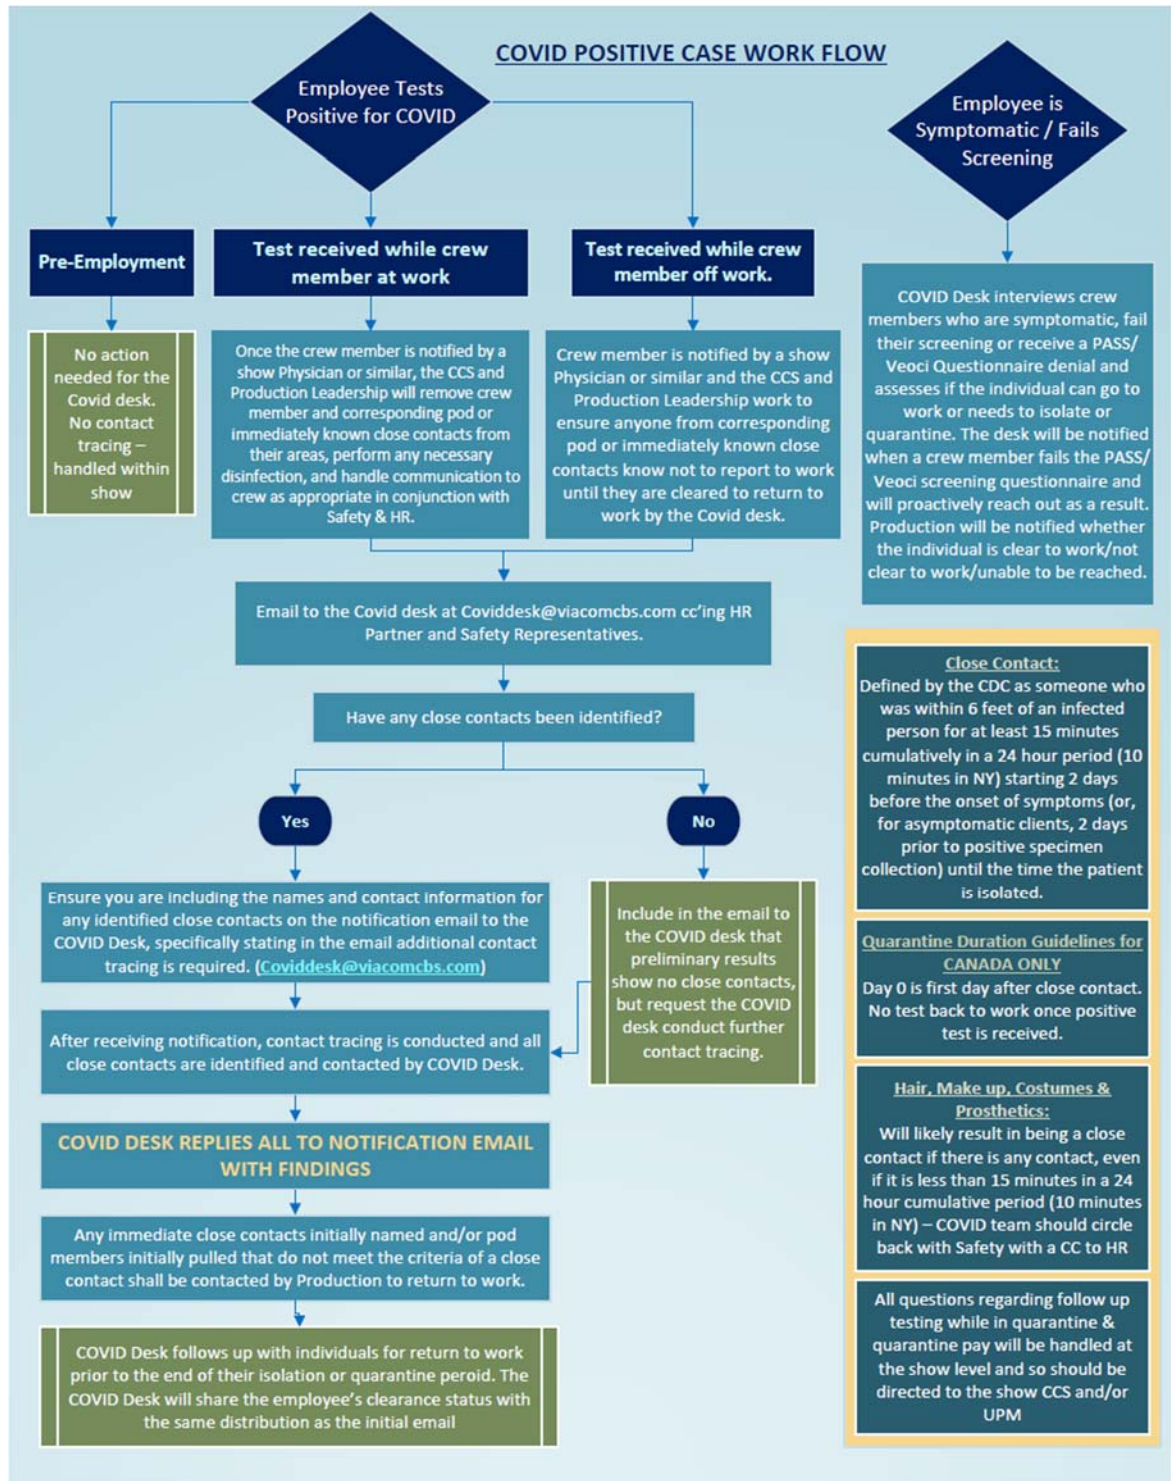 COVID POSITIVE CASE WORK FLOW
Employee Tests
Positive for COVID
Employee is
Symptomatic / Fails
Screening
Pre-Employment
Test received while crew
member at work
Test received while crew
member off work.
No action
needed for the
Covid desk.
No contact
tracing –
handled within
show
Once the crew member is notified by a
show Physician or similar, the CCS and
Production Leadership will remove crew
member and corresponding pod or
immediately known close contacts from
their areas, perform any necessary
disinfection, and handle communication to
crew as appropriate in conjunction with
Safety & HR.
Crew member is notified by a show
Physician or similar and the CCS and
Production Leadership work to
ensure anyone from corresponding
pod or immediately known close
contacts know not to report to work
until they are cleared to return to
work by the Covid desk.
COVID Desk interviews crew
members who are symptomatic, fail
their screening or receive a PASS/
Veoci Questionnaire denial and
assesses if the individual can go to
work or needs to isolate or
quarantine. The desk will be notified
when a crew member fails the PASS/
Veoci screening questionnaire and
will proactively reach out as a result.
Production will be notified whether
the individual is clear to work/not
clear to work/unable to be reached.
Email to the Covid desk at Coviddesk@viacomcbs.com cc'ing HR
Partner and Safety Representatives.
Have any close contacts been identified?
Yes
No
Ensure you are including the names and contact information for
any identified close contacts on the notification email to the
COVID Desk, specifically stating in the email additional contact
tracing is required. (Coviddesk@viacomcbs.com)
Include in the email to
the COVID desk that
preliminary results
show no close contacts,
but request the COVID
desk conduct further
contact tracing.
After receiving notification, contact tracing is conducted and all
close contacts are identified and contacted by COVID Desk.
COVID DESK REPLIES ALL TO NOTIFICATION EMAIL
WITH FINDINGS
Any immediate close contacts initially named and/or pod
members initially pulled that do not meet the criteria of a close
contact shall be contacted by Production to return to work.
COVID Desk follows up with individuals for return to work
prior to the end of their isolation or quarantine peroid. The
COVID Desk will share the employee's clearance status with
the same distribution as the initial email
Close Contact:
Defined by the CDC as someone who
was within 6 feet of an infected
person for at least 15 minutes
cumulatively in a 24 hour period (10
minutes in NY) starting 2 days
before the onset of symptoms (or,
for asymptomatic clients, 2 days
prior to positive specimen
collection) until the time the patient
is isolated.
Quarantine Duration Guidelines for
CANADA ONLY
Day 0 is first day after close contact.
No test back to work once positive
test is received.
Hair, Make up, Costumes &
Prosthetics:
Will likely result in being a close
contact if there is any contact, even
if it is less than 15 minutes in a 24
hour cumulative period (10 minutes
in NY) – COVID team should circle
back with Safety with a CC to HR
All questions regarding follow up
testing while in quarantine &
quarantine pay will be handled at
the show level and so should be
directed to the show CCS and/or
UPM